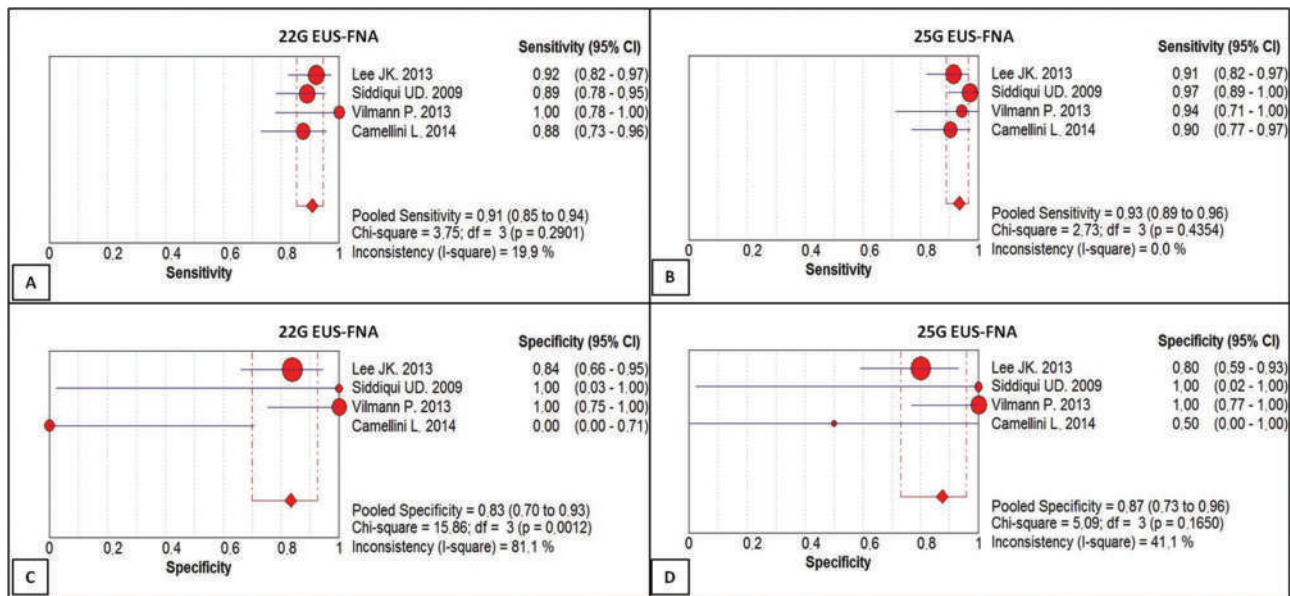 22G EUS-FNA
Sensitivity (95% CI)
Lee JK. 2013 0.92 (0.82 - 0.97)
Siddiqui UD. 2009 0.89 (0.78 - 0.95)
Vilmann P. 2013 1.00 (0.78 - 1.00)
Camellini L. 2014 0.88 (0.73 - 0.96)
Pooled Sensitivity = 0,91 (0,85 to 0,94)
Chi-square = 3,75; df = 3 (p = 0,2901)
Inconsistency (I-square) = 19,9 %
0 0,2 0,4 0,6 0,8 1
Sensitivity
A
25G EUS-FNA
Sensitivity (95% CI)
Lee JK. 2013 0.91 (0.82 - 0.97)
Siddiqui UD. 2009 0.97 (0.89 - 1.00)
Vilmann P. 2013 0.94 (0.71 - 1.00)
Camellini L. 2014 0.90 (0.77 - 0.97)
Pooled Sensitivity = 0,93 (0,89 to 0,96)
Chi-square = 2,73; df = 3 (p = 0,4354)
Inconsistency (I-square) = 0,0 %
0 0,2 0,4 0,6 0,8 1
Sensitivity
B
22G EUS-FNA
Specificity (95% CI)
Lee JK. 2013 0.84 (0.66 - 0.95)
Siddiqui UD. 2009 1.00 (0.03 - 1.00)
Vilmann P. 2013 1.00 (0.75 - 1.00)
Camellini L. 2014 0.00 (0.00 - 0.71)
Pooled Specificity = 0,83 (0,70 to 0,93)
Chi-square = 15,86; df = 3 (p = 0,0012)
Inconsistency (I-square) = 81,1 %
0 0,2 0,4 0,6 0,8 1
Specificity
C
25G EUS-FNA
Specificity (95% CI)
Lee JK. 2013 0.80 (0.59 - 0.93)
Siddiqui UD. 2009 1.00 (0.02 - 1.00)
Vilmann P. 2013 1.00 (0.77 - 1.00)
Camellini L. 2014 0.50 (0.00 - 1.00)
Pooled Specificity = 0,87 (0,73 to 0,96)
Chi-square = 5,09; df = 3 (p = 0,1650)
Inconsistency (I-square) = 41,1 %
0 0,2 0,4 0,6 0,8 1
Specificity
D